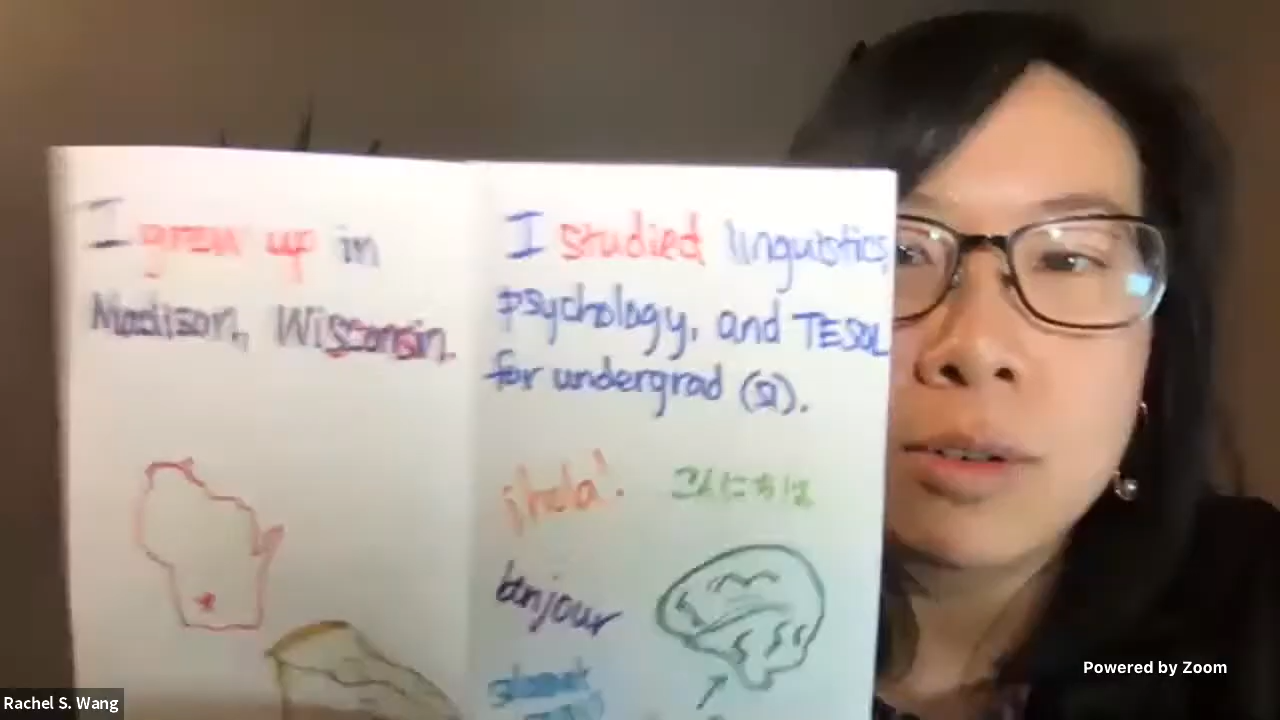 I grew up in
Madison, Wisconsin.
I studied linguistics,
psychology, and TESOL
for undergrad
¡hola!
こんにちは
bonjour
Powered by Zoom
Rachel S. Wang